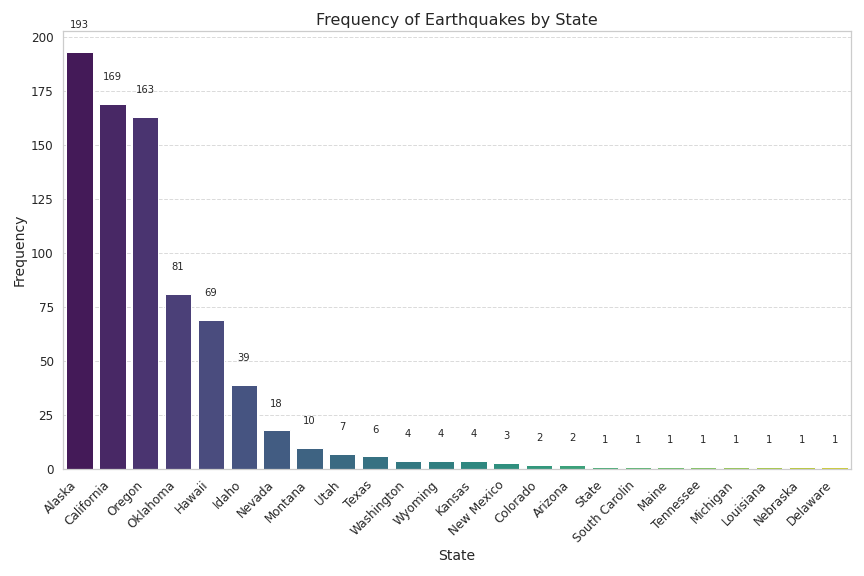 Frequency of Earthquakes by State
193
169
163
81
69
39
18
10
7
6
4
4
4
3
2
2
1
1
1
1
1
1
1
1
200
175
150
125
100
75
50
25
0
Frequency
Alaska
California
Oregon
Oklahoma
Hawaii
Idaho
Nevada
Montana
Utah
Texas
Washington
Wyoming
Kansas
New Mexico
Colorado
Arizona
State
South Carolin
Maine
Tennessee
Michigan
Louisiana
Nebraska
Delaware
State